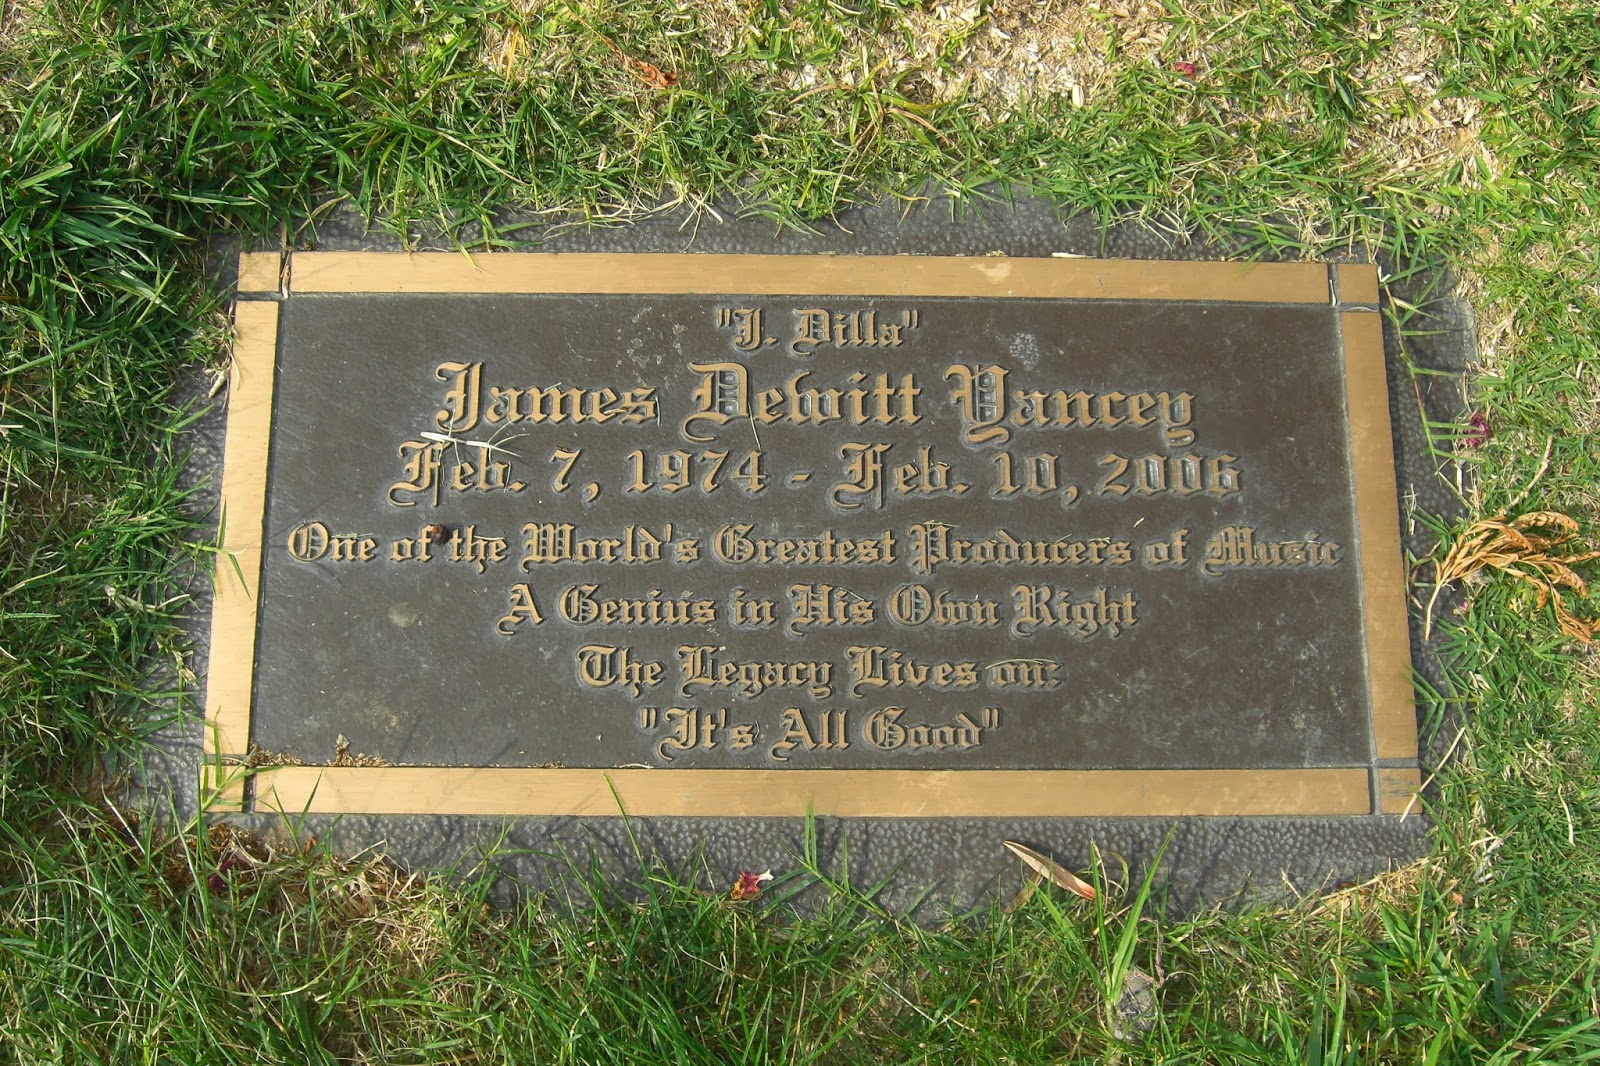 "J. Dilla"
James Dewitt Yancey
Feb. 7, 1974 - Feb. 10, 2006
One of the World's Greatest Producers of Music
A Genius in His Own Right
The Legacy Lives on:
"It's All Good"